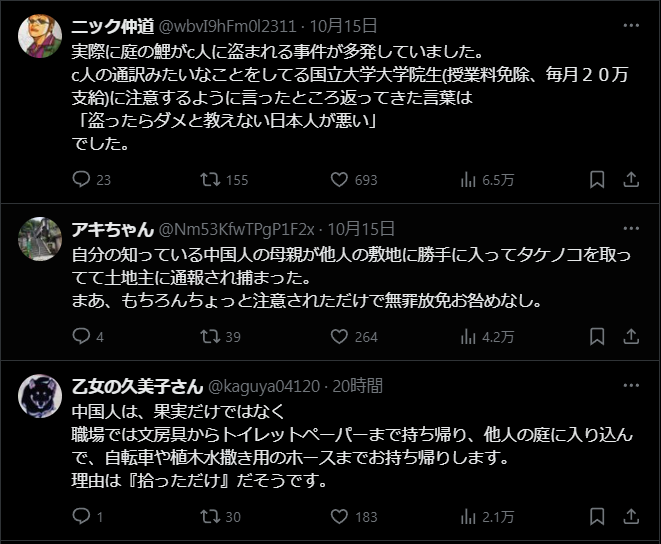 ニック仲道 @wbvI9hFm0l2311 · 10月15日
実際に庭の鯉がc人に盗まれる事件が多発していました。
c人の通訳みたいなことをしてる国立大学大学院生(授業料免除、毎月２０万
支給)に注意するように言ったところ返ってきた言葉は
「盗ったらダメと教えない日本人が悪い」
でした。
23 155 693 6.5万
アキちゃん @Nm53KfwTPgP1F2x · 10月15日
自分の知っている中国人の母親が他人の敷地に勝手に入ってタケノコを取っ
てて土地主に通報され捕まった。
まあ、もちろんちょっと注意されただけで無罪放免お咎めなし。
4 39 264 4.2万
乙女の久美子さん @kaguya04120 · 20時間
中国人は、果実だけではなく
職場では文房具からトイレットペーパーまで持ち帰り、他人の庭に入り込ん
で、自転車や植木水撒き用のホースまでお持ち帰りします。
理由は『拾っただけ』だそうです。
1 30 183 2.1万